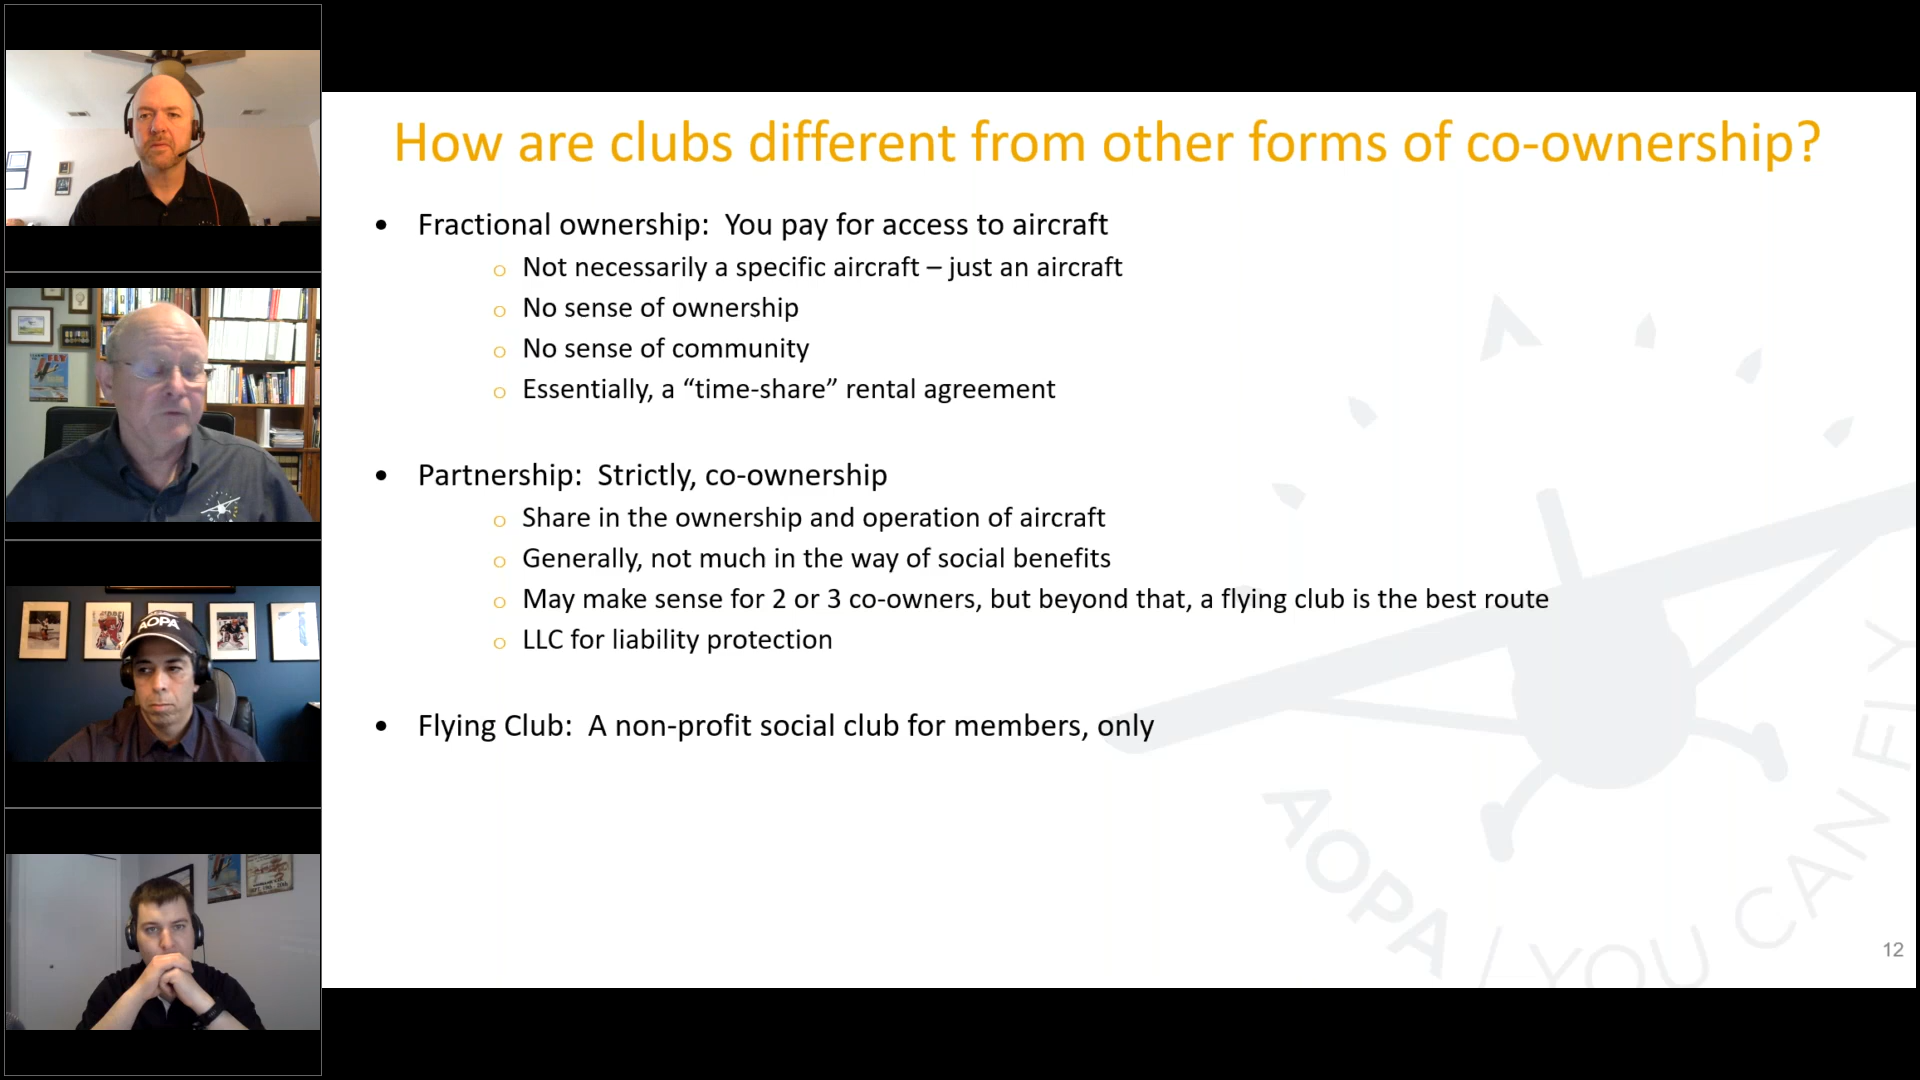 How are clubs different from other forms of co-ownership?
• Fractional ownership: You pay for access to aircraft
o Not necessarily a specific aircraft – just an aircraft
o No sense of ownership
o No sense of community
o Essentially, a “time-share” rental agreement
• Partnership: Strictly, co-ownership
o Share in the ownership and operation of aircraft
o Generally, not much in the way of social benefits
o May make sense for 2 or 3 co-owners, but beyond that, a flying club is the best route
o LLC for liability protection
• Flying Club: A non-profit social club for members, only
AOPA | YOU CAN FLY
12
AOPA